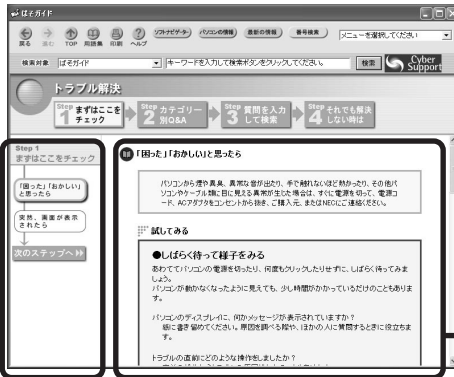 ぱそガイド
戻る 進む TOP 用語集 印刷 ヘルプ ソフトナビゲーター パソコンの情報 最新の情報 番号検索 メニューを選択してください
検索対象 ぱそガイド キーワードを入力して検索ボタンをクリックしてください。 検索 Cyber Support
トラブル解決
Step 1 まずはここをチェック
Step 2 カテゴリー別Q&A
Step 3 質問を入力して検索
Step 4 それでも解決しない時は
Step 1
まずはここをチェック
「困った」「おかしい」
と思ったら
突然、画面が表示
されたら
次のステップへ
「困った」「おかしい」と思ったら
パソコンから煙や異臭、異常な音が出たり、手で触れないほど熱かったり、その他パ
ソコンやケーブル類に目に見える異常が生じた場合は、すぐに電源を切って、電源コ
ード、ACアダプタをコンセントから抜き、ご購入元、またはNECにご連絡ください。
試してみる
●しばらく待って様子をみる
あわててパソコンの電源を切ったり、何度もクリックしたりせずに、しばらく待ってみま
しょう。
パソコンが動かなくなったように見えても、少し時間がかかっているだけのこともありま
す。
パソコンのディスプレイに、何かメッセージが表示されていますか?
紙に書き留めてください。原因を調べる際や、ほかの人に質問するときに役立ちま
す。
トラブルの直前にどのような操作をしましたか?